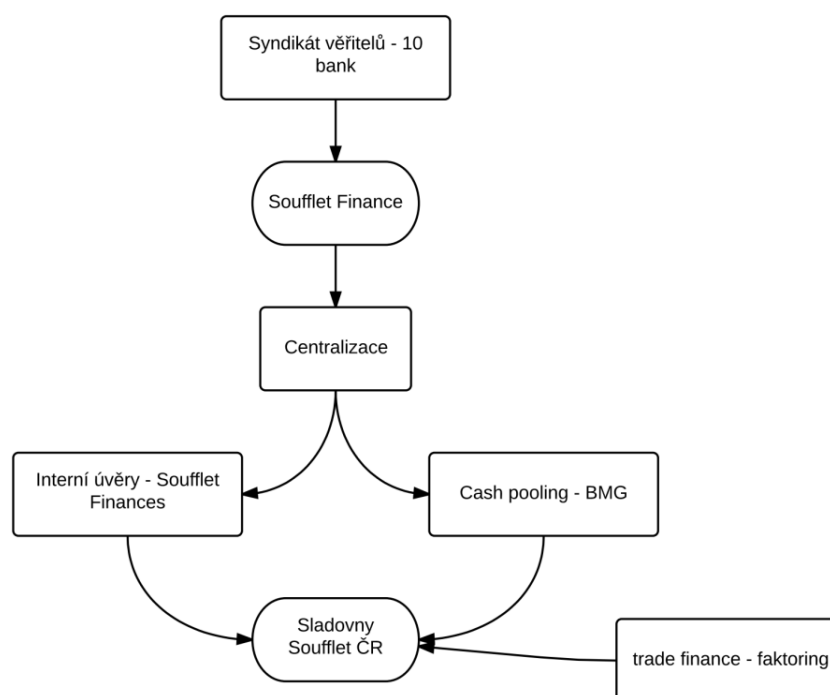 Syndikát věřitelů - 10
bank
Soufflet Finance
Centralizace
Interní úvěry - Soufflet
Finances
Cash pooling - BMG
Sladovny
Soufflet ČR
trade finance - faktoring